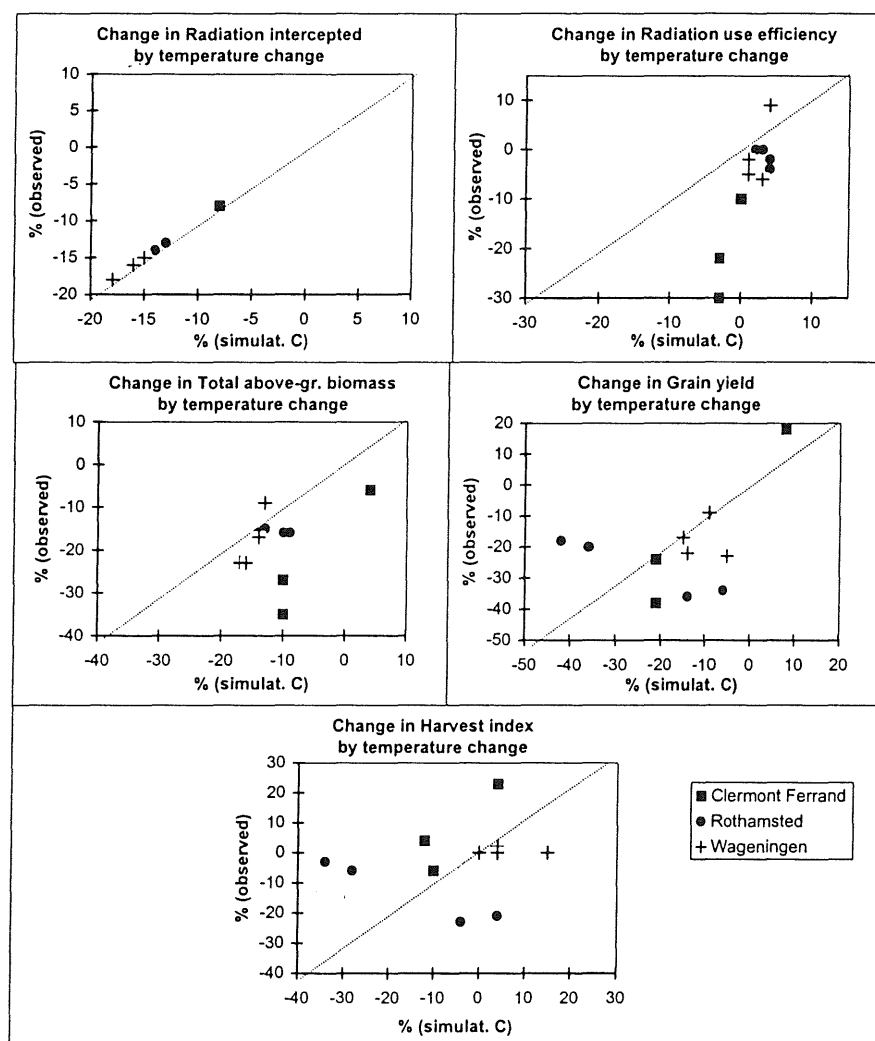 Change in Radiation intercepted
by temperature change
10
5
0
-5
-10
-15
-20
% (observed)
-20 -15 -10 -5 0 5 10
% (simulat. C)
Change in Radiation use efficiency
by temperature change
10
0
-10
-20
-30
% (observed)
-30 -20 -10 0 10
% (simulat. C)
Change in Total above-gr. biomass
by temperature change
10
0
-10
-20
-30
-40
% (observed)
-40 -30 -20 -10 0 10
% (simulat. C)
Change in Grain yield
by temperature change
20
10
0
-10
-20
-30
-40
-50
% (observed)
-50 -40 -30 -20 -10 0 10 20
% (simulat. C)
Change in Harvest index
by temperature change
30
20
10
0
-10
-20
-30
-40
% (observed)
-40 -30 -20 -10 0 10 20 30
% (simulat. C)
Clermont Ferrand
Rothamsted
Wageningen